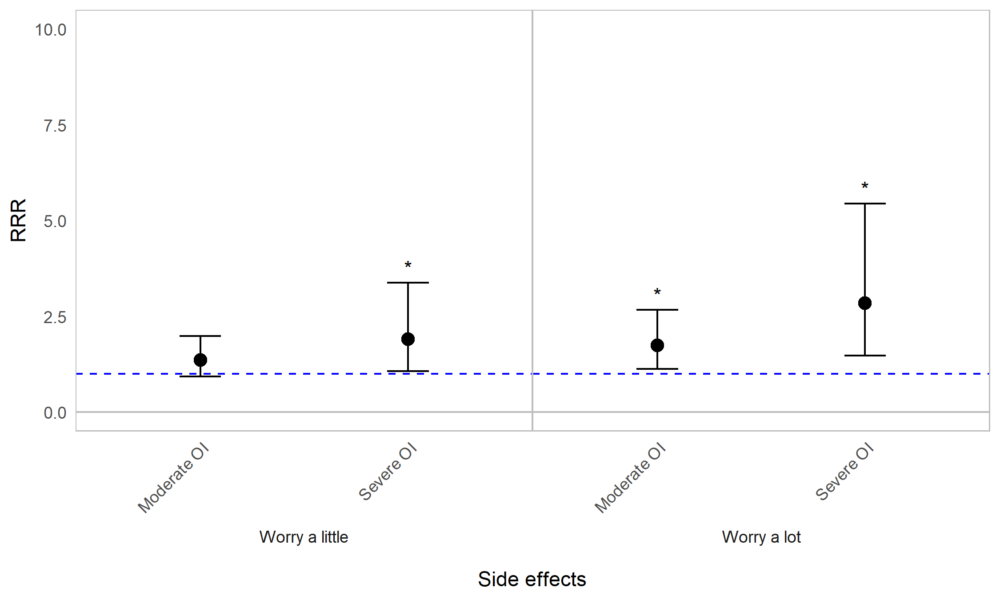 10.0
7.5
5.0
2.5
0.0
RRR
*
*
*
Moderate OI
Severe OI
Moderate OI
Severe OI
Worry a little
Worry a lot
Side effects